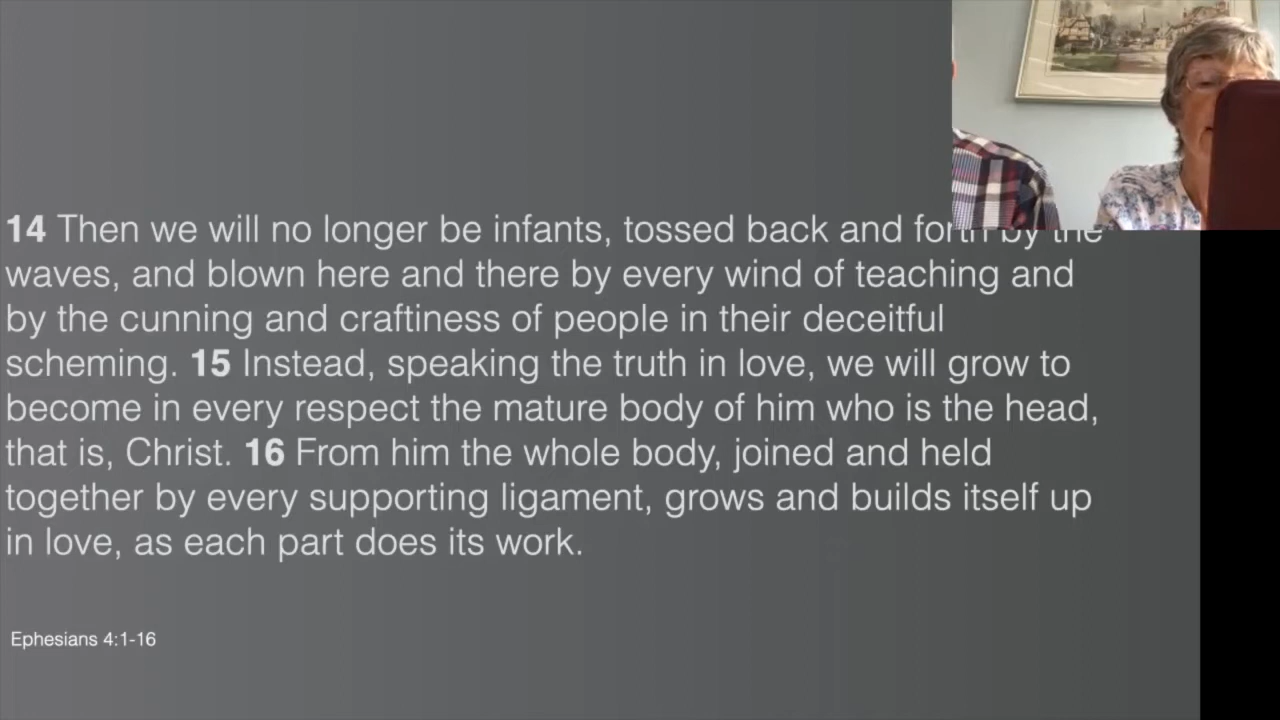 14 Then we will no longer be infants, tossed back and forth by the
waves, and blown here and there by every wind of teaching and
by the cunning and craftiness of people in their deceitful
scheming. 15 Instead, speaking the truth in love, we will grow to
become in every respect the mature body of him who is the head,
that is, Christ. 16 From him the whole body, joined and held
together by every supporting ligament, grows and builds itself up
in love, as each part does its work.
Ephesians 4:1-16